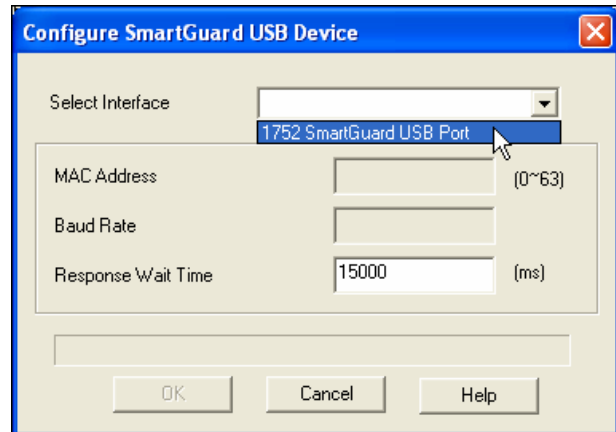 Configure SmartGuard USB Device
Select Interface
1752 SmartGuard USB Port
MAC Address (0~63)
Baud Rate
Response Wait Time 15000 (ms)
OK Cancel Help